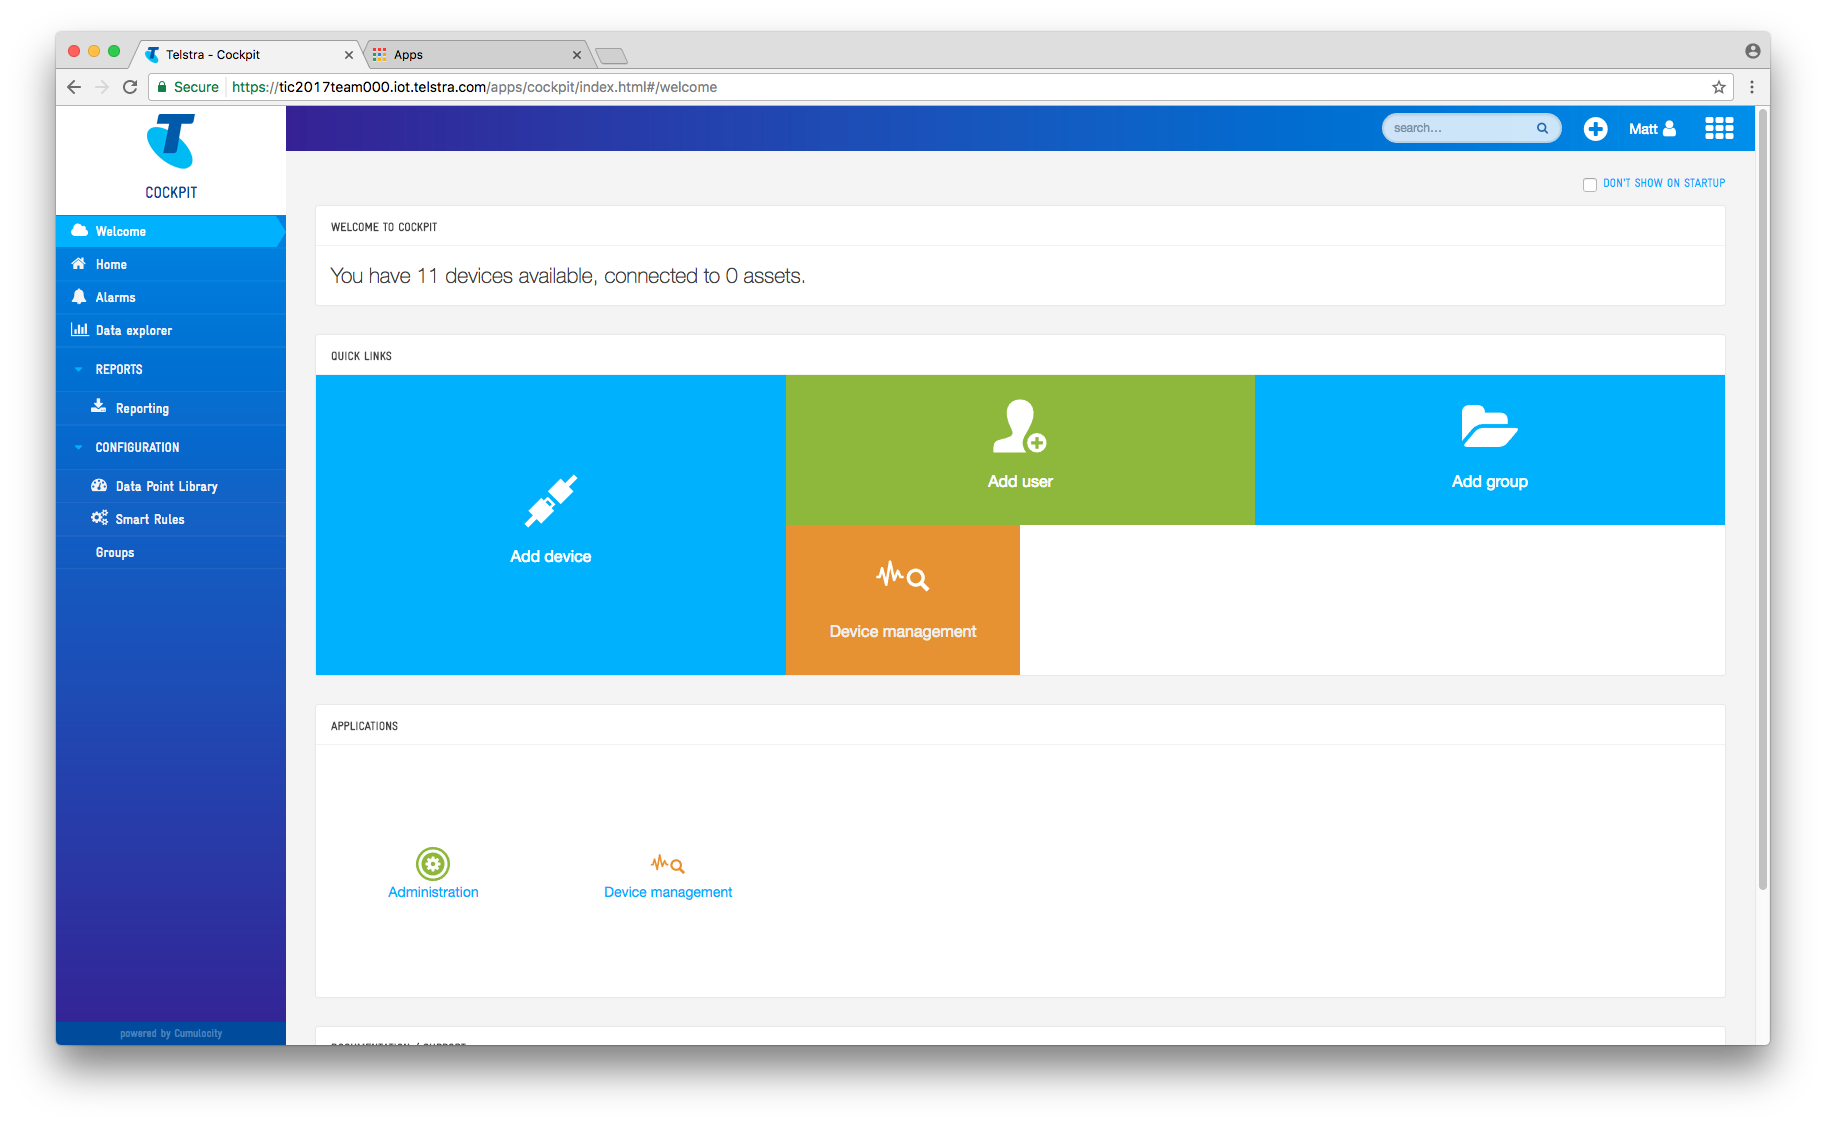 Telstra - Cockpit
Apps
Secure https://tic2017team000.iot.telstra.com/apps/cockpit/index.html#/welcome
COCKPIT
search...
Matt
DON'T SHOW ON STARTUP
Welcome
Home
Alarms
Data explorer
REPORTS
Reporting
CONFIGURATION
Data Point Library
Smart Rules
Groups
powered by Cumulocity
WELCOME TO COCKPIT
You have 11 devices available, connected to 0 assets.
QUICK LINKS
Add device
Add user
Add group
Device management
APPLICATIONS
Administration
Device management
DOCUMENTATION / SUPPORT